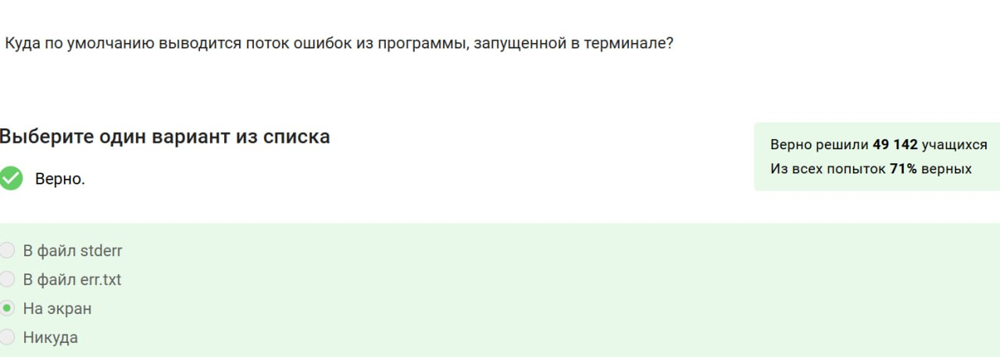 Куда по умолчанию выводится поток ошибок из программы, запущенной в терминале?
Выберите один вариант из списка
Верно.
Верно решили 49 142 учащихся
Из всех попыток 71% верных
В файл stderr
В файл err.txt
На экран
Никуда